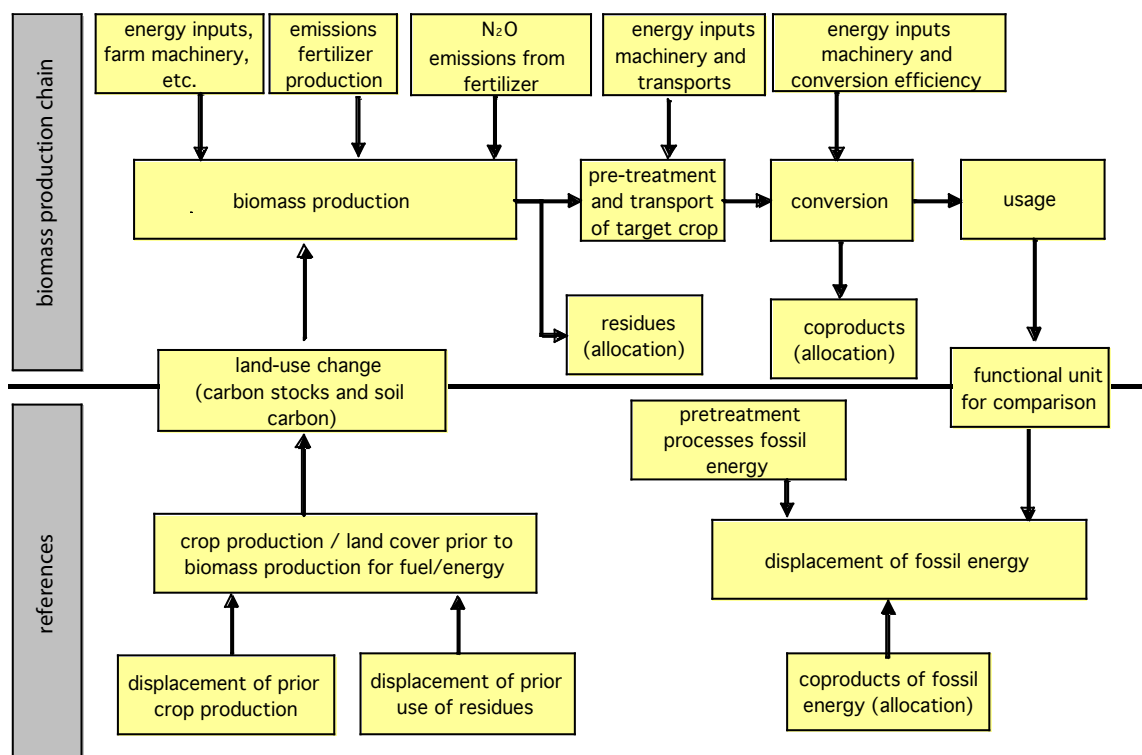 biomass production chain
energy inputs,
farm machinery,
etc.
emissions
fertilizer
production
N₂O
emissions from
fertilizer
energy inputs
machinery and
transports
energy inputs
machinery and
conversion efficiency
biomass production
pre-treatment
and transport
of target crop
conversion
usage
residues
(allocation)
coproducts
(allocation)
land-use change
(carbon stocks and soil
carbon)
functional unit
for comparison
references
pretreatment
processes fossil
energy
crop production / land cover prior to
biomass production for fuel/energy
displacement of fossil energy
displacement of prior
crop production
displacement of prior
use of residues
coproducts of fossil
energy (allocation)